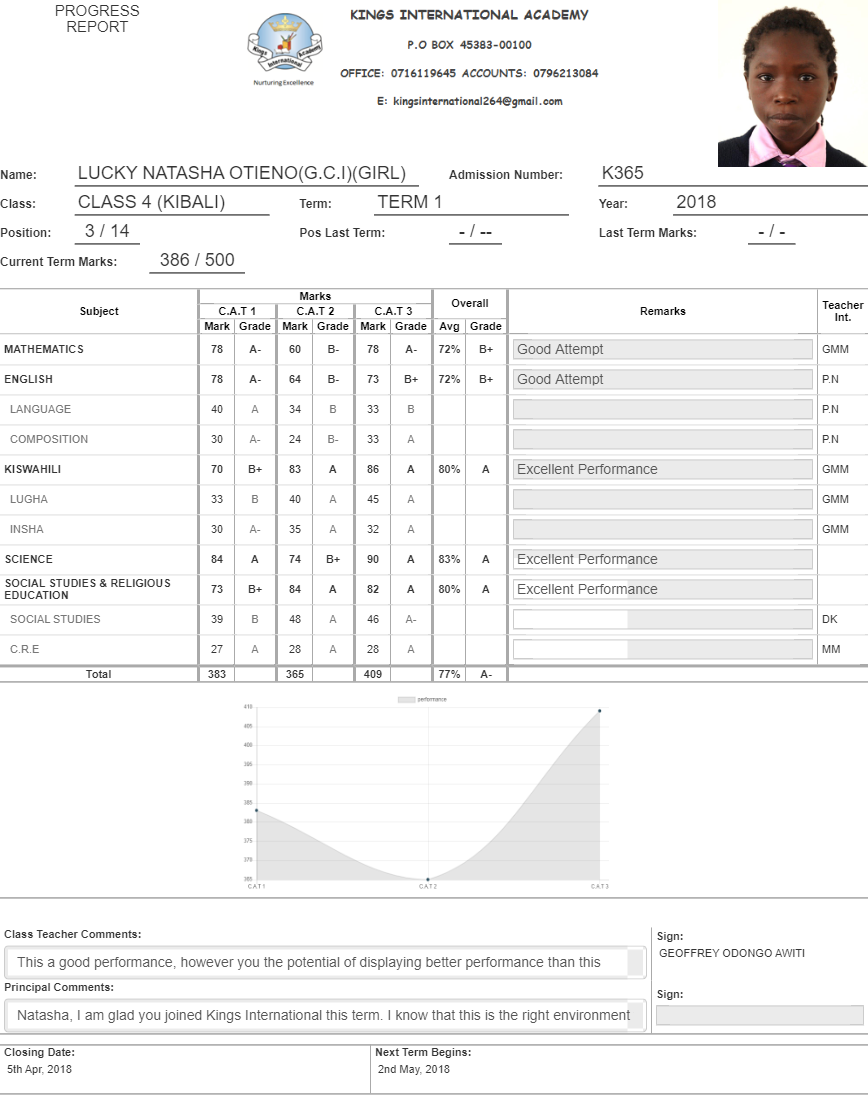 PROGRESS
REPORT
Kings International Academy
Nurturing Excellence
KINGS INTERNATIONAL ACADEMY
P.O BOX 45383-00100
OFFICE: 0716119645 ACCOUNTS: 0796213084
E: kingsinternational264@gmail.com
Name: LUCKY NATASHA OTIENO(G.C.I)(GIRL) Admission Number: K365
Class: CLASS 4 (KIBALI) Term: TERM 1 Year: 2018
Position: 3 / 14 Pos Last Term: - / -- Last Term Marks: - / -
Current Term Marks: 386 / 500
Subject Marks Overall Remarks Teacher Int.
C.A.T 1 C.A.T 2 C.A.T 3
Mark Grade Mark Grade Mark Grade Avg Grade
MATHEMATICS 78 A- 60 B- 78 A- 72% B+ Good Attempt GMM
ENGLISH 78 A- 64 B- 73 B+ 72% B+ Good Attempt P.N
LANGUAGE 40 A 34 B 33 B P.N
COMPOSITION 30 A- 24 B- 33 A P.N
KISWAHILI 70 B+ 83 A 86 A 80% A Excellent Performance GMM
LUGHA 33 B 40 A 45 A GMM
INSHA 30 A- 35 A 32 A GMM
SCIENCE 84 A 74 B+ 90 A 83% A Excellent Performance
SOCIAL STUDIES & RELIGIOUS
EDUCATION 73 B+ 84 A 82 A 80% A Excellent Performance
SOCIAL STUDIES 39 B 48 A 46 A- DK
C.R.E 27 A 28 A 28 A MM
Total 383 365 409 77% A-
performance
410
405
400
395
390
385
380
375
370
365
CAT1 CAT2 CAT3
Class Teacher Comments:
This a good performance, however you the potential of displaying better performance than this
Sign:
GEOFFREY ODONGO AWITI
Principal Comments:
Natasha, I am glad you joined Kings International this term. I know that this is the right environment
Sign:
Closing Date:
5th Apr, 2018
Next Term Begins:
2nd May, 2018